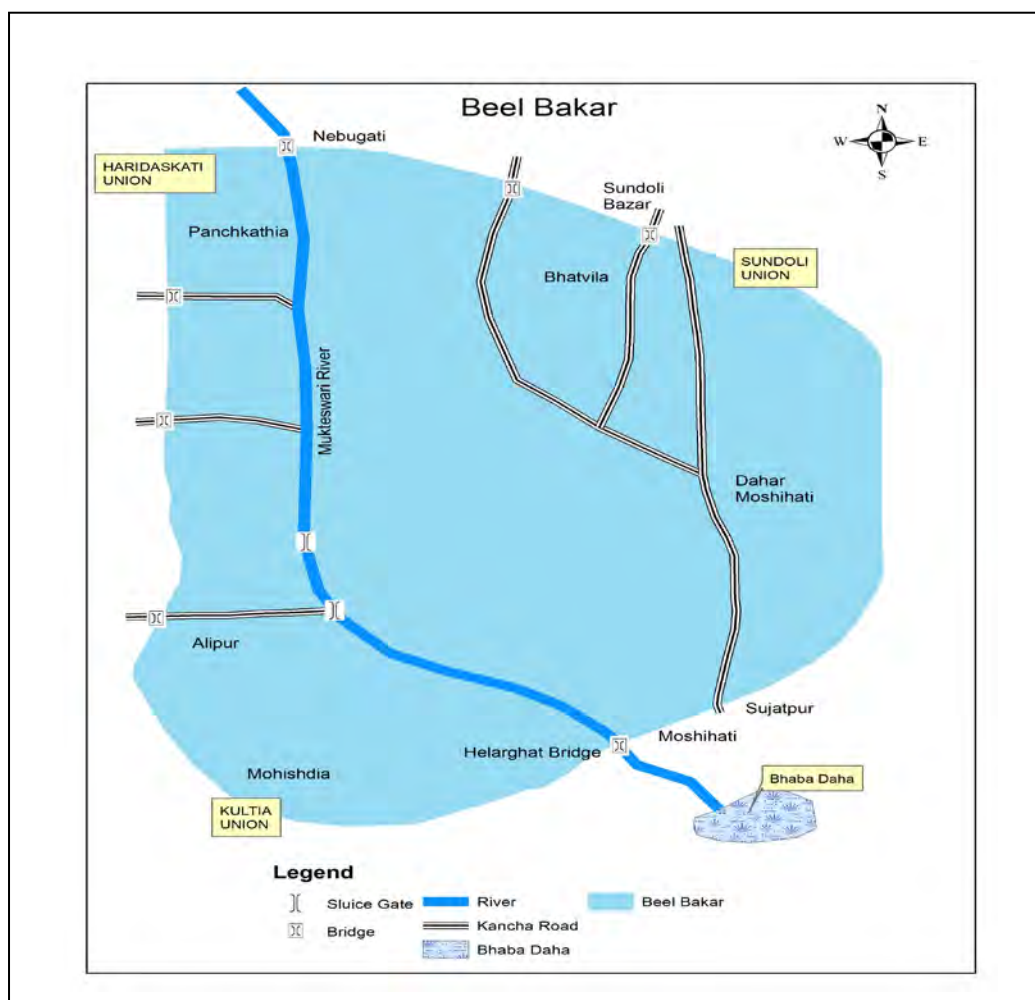 Beel Bakar
N
W E
S
Nebugati
HARIDASKATI
UNION
Sundoli
Bazar
Panchkathia
SUNDOLI
UNION
Bhatvila
Mukteswari River
Dahar
Moshihati
Alipur
Sujatpur
Moshihati
Helarghat Bridge
Mohishdia
Bhaba Daha
KULTIA
UNION
Legend
Sluice Gate
River
Beel Bakar
Bridge
Kancha Road
Bhaba Daha